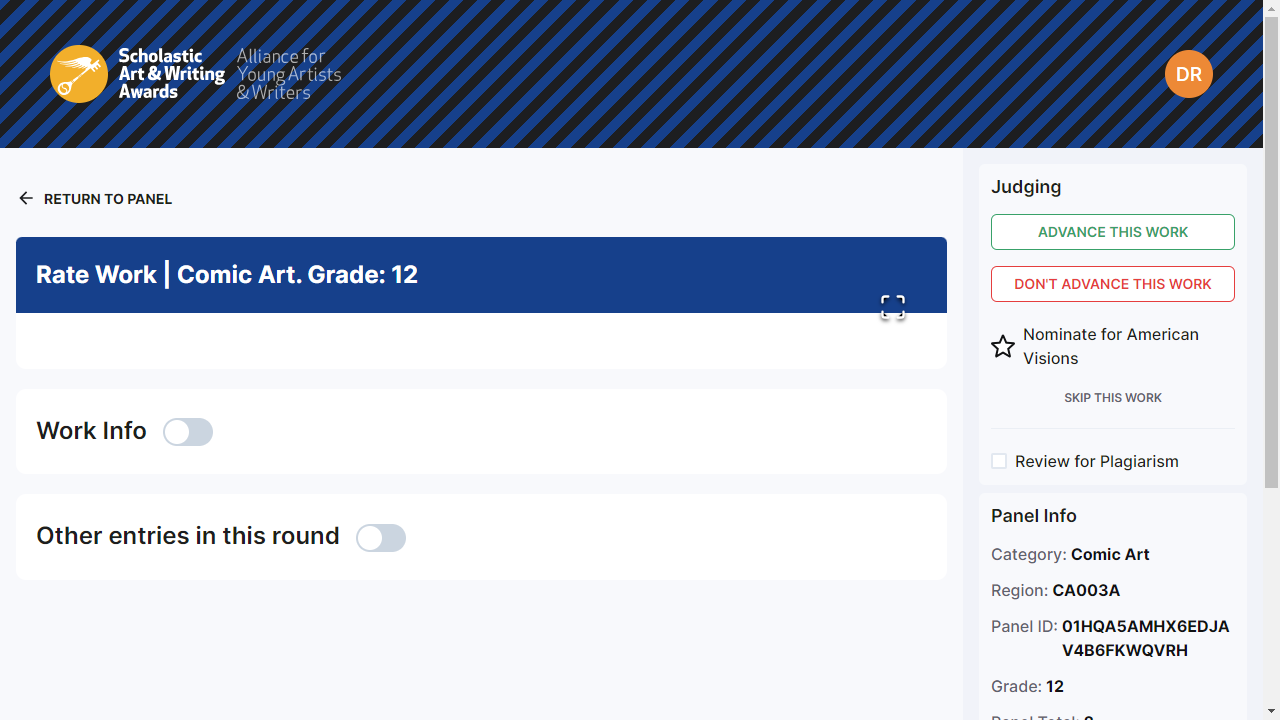 Scholastic
Art & Writing
Awards
Alliance for
Young Artists
& Writers
DR
RETURN TO PANEL
Rate Work | Comic Art. Grade: 12
Work Info
Other entries in this round
Judging
ADVANCE THIS WORK
DON'T ADVANCE THIS WORK
Nominate for American
Visions
SKIP THIS WORK
Review for Plagiarism
Panel Info
Category: Comic Art
Region: CA003A
Panel ID: 01HQA5AMHX6EDJA
V4B6FKWQVRH
Grade: 12